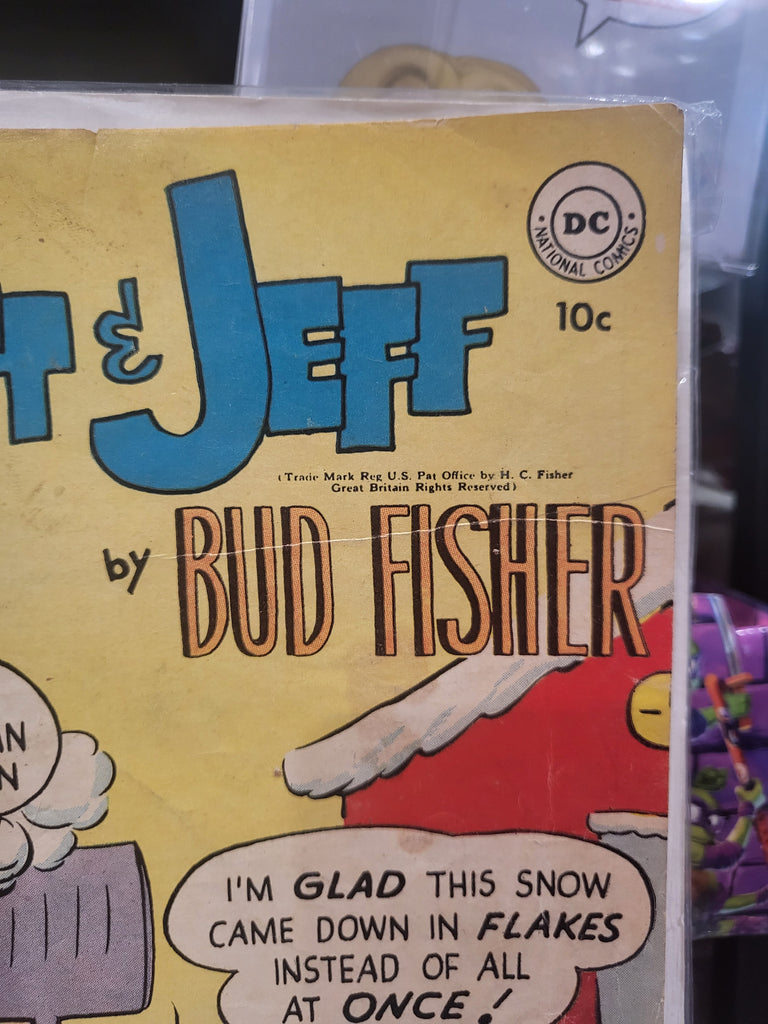 DC
NATIONAL COMICS
10c
& JEFF
(Trade Mark Reg U.S. Pat Office by H. C. Fisher
Great Britain Rights Reserved)
by BUD FISHER
I'M GLAD THIS SNOW
CAME DOWN IN FLAKES
INSTEAD OF ALL
AT ONCE!